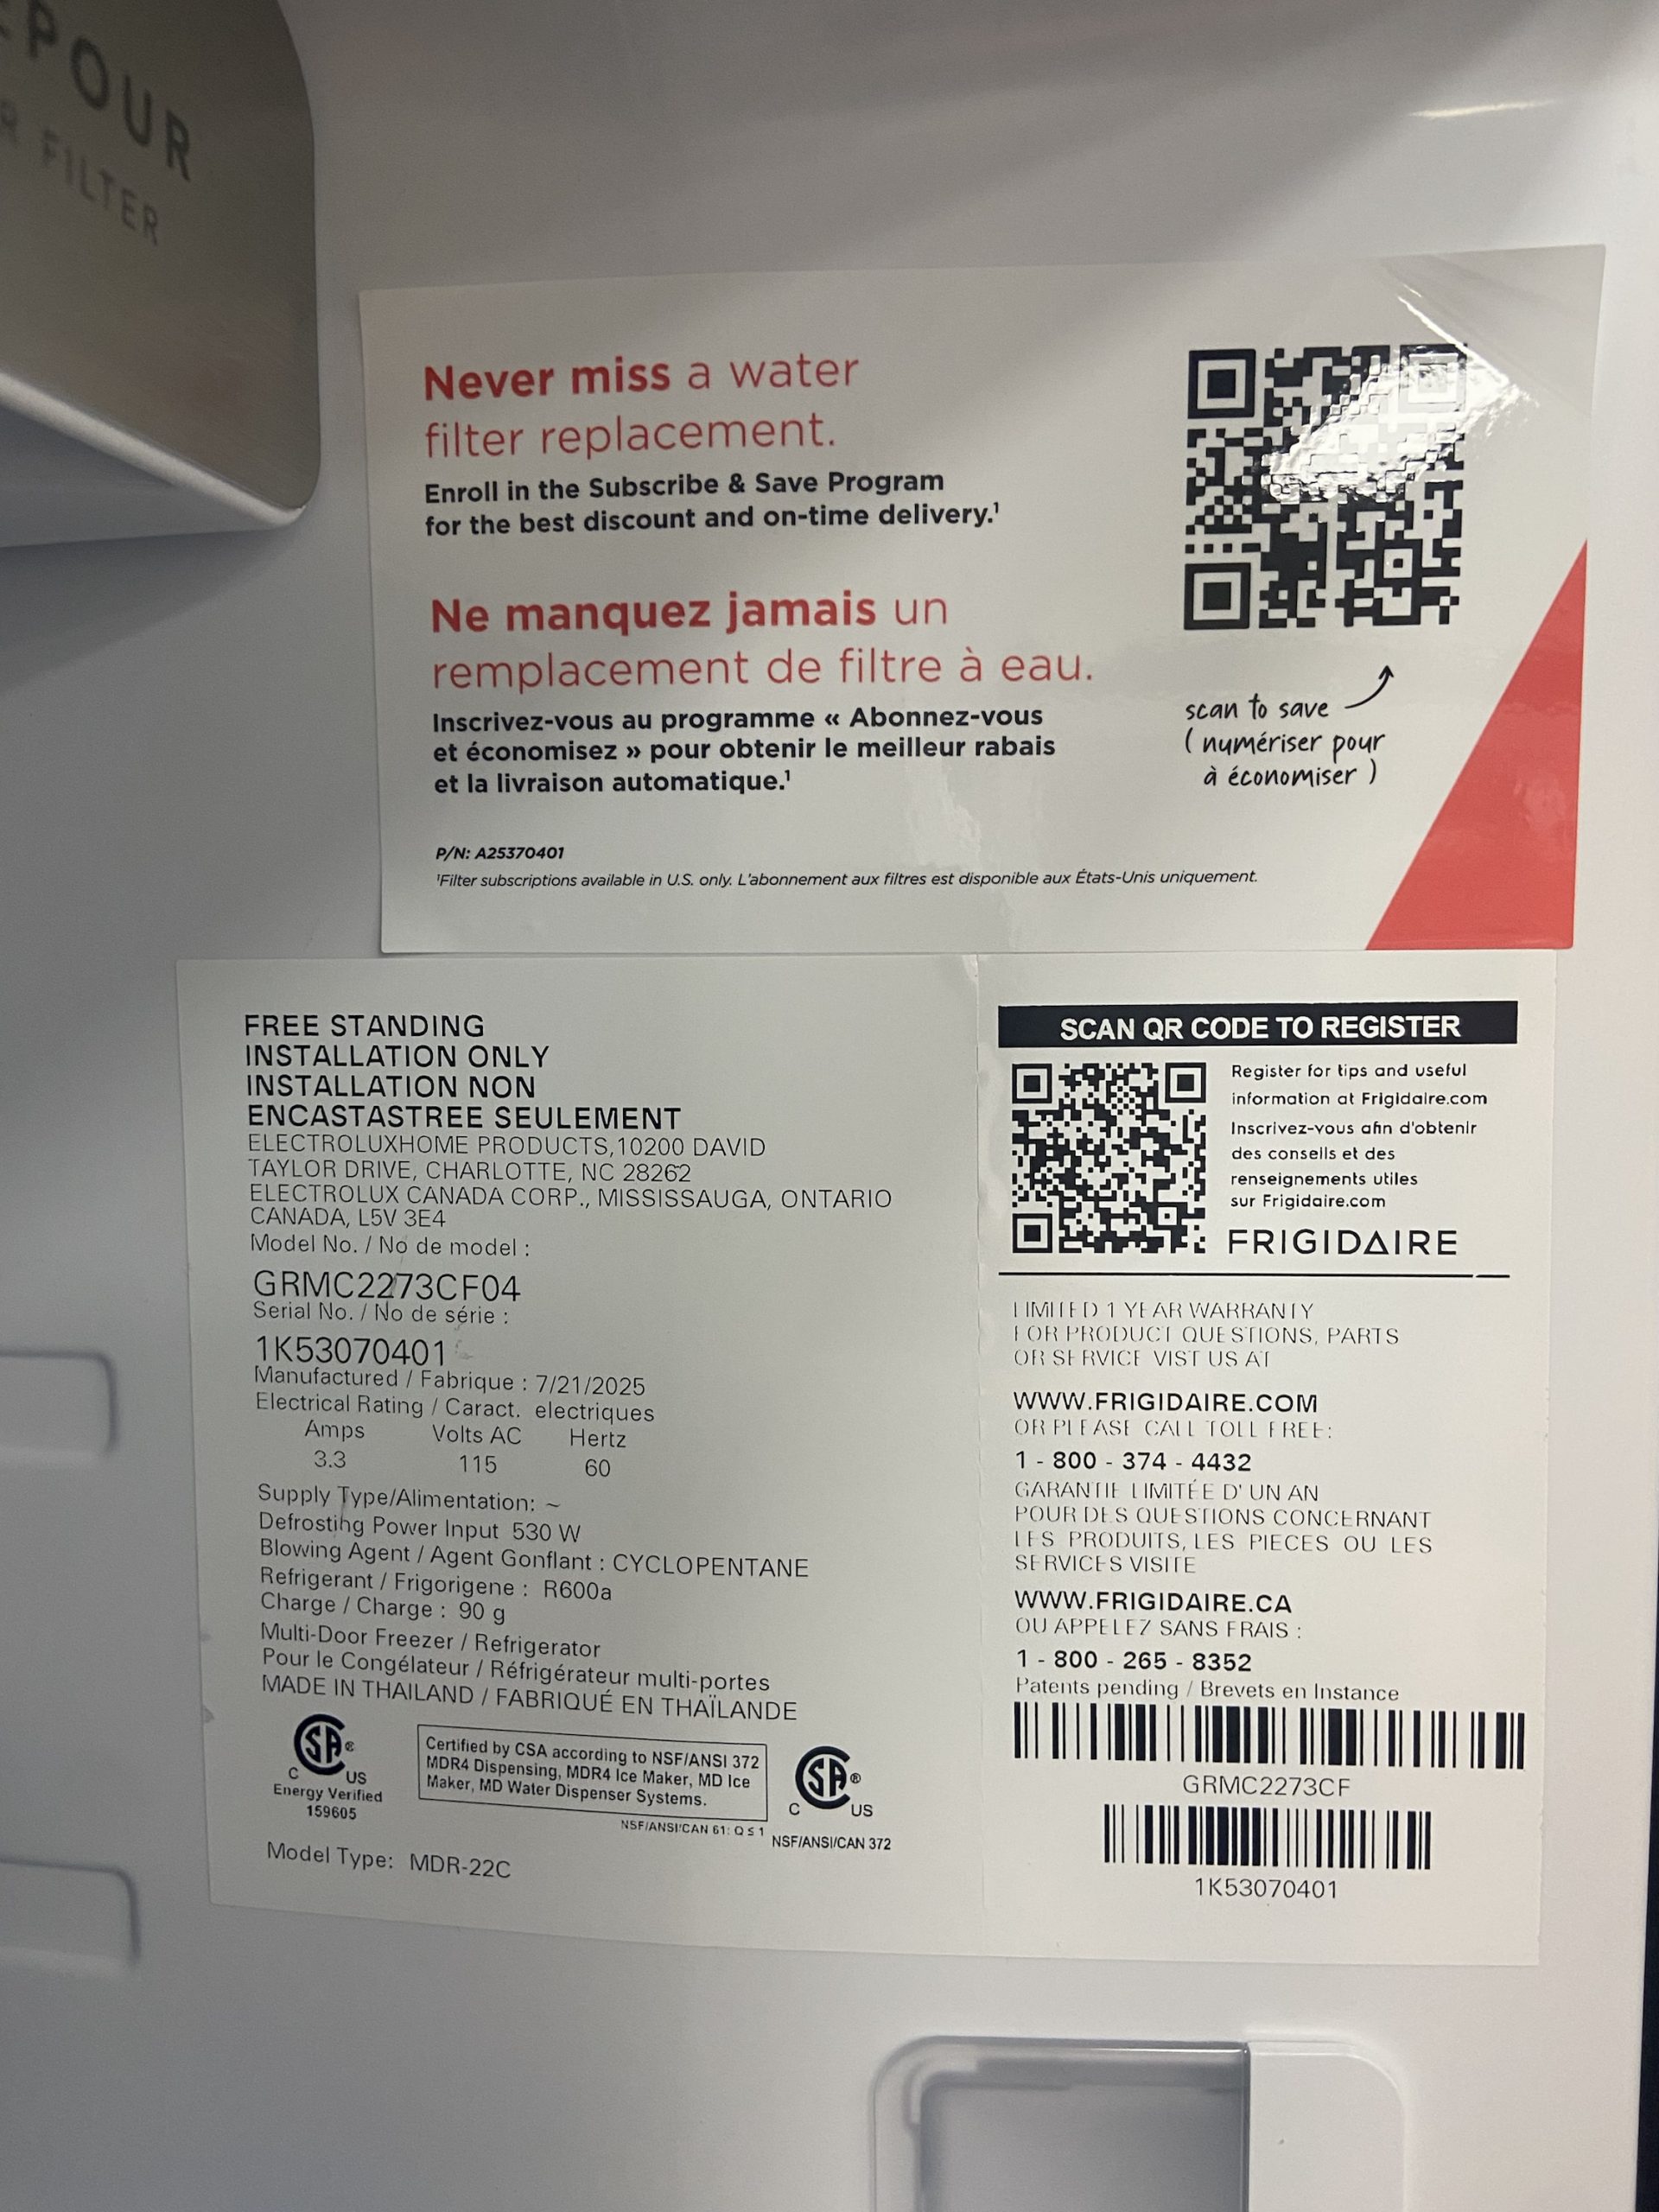 POUR
FILTER
Never miss a water
filter replacement.
Enroll in the Subscribe & Save Program
for the best discount and on-time delivery.¹
Ne manquez jamais un
remplacement de filtre à eau.
Inscrivez-vous au programme « Abonnez-vous
et économisez » pour obtenir le meilleur rabais
et la livraison automatique.¹
scan to save
( numériser pour
à économiser )
P/N: A25370401
¹Filter subscriptions available in U.S. only. L'abonnement aux filtres est disponible aux États-Unis uniquement.
FREE STANDING
INSTALLATION ONLY
INSTALLATION NON
ENCASTASTREE SEULEMENT
ELECTROLUXHOME PRODUCTS,10200 DAVID
TAYLOR DRIVE, CHARLOTTE, NC 28262
ELECTROLUX CANADA CORP., MISSISSAUGA, ONTARIO
CANADA, L5V 3E4
Model No. / No de model :
GRMC2273CF04
Serial No. / No de série :
1K53070401
Manufactured / Fabrique : 7/21/2025
Electrical Rating / Caract. electriques
Amps Volts AC Hertz
3.3 115 60
Supply Type/Alimentation: ~
Defrosting Power Input 530 W
Blowing Agent / Agent Gonflant : CYCLOPENTANE
Refrigerant / Frigorigene : R600a
Charge / Charge : 90 g
Multi-Door Freezer / Refrigerator
Pour le Congélateur / Réfrigérateur multi-portes
MADE IN THAILAND / FABRIQUÉ EN THAÏLANDE
SA®
C US
Energy Verified
159605
Certified by CSA according to NSF/ANSI 372
MDR4 Dispensing, MDR4 Ice Maker, MD Ice
Maker, MD Water Dispenser Systems.
NSF/ANSI/CAN 61: Q ≤ 1
SA®
C US
NSF/ANSI/CAN 372
Model Type: MDR-22C
SCAN QR CODE TO REGISTER
Register for tips and useful
information at Frigidaire.com
Inscrivez-vous afin d'obtenir
des conseils et des
renseignements utiles
sur Frigidaire.com
FRIGIDAIRE
LIMITED 1 YEAR WARRANTY
FOR PRODUCT QUESTIONS, PARTS
OR SERVICE VIST US AT
WWW.FRIGIDAIRE.COM
OR PLEASE CALL TOLL FREE:
1 - 800 - 374 - 4432
GARANTIE LIMITÉE D' UN AN
POUR DES QUESTIONS CONCERNANT
LES PRODUITS, LES PIECES OU LES
SERVICES VISITE
WWW.FRIGIDAIRE.CA
OU APPELEZ SANS FRAIS :
1 - 800 - 265 - 8352
Patents pending / Brevets en Instance
GRMC2273CF
1K53070401